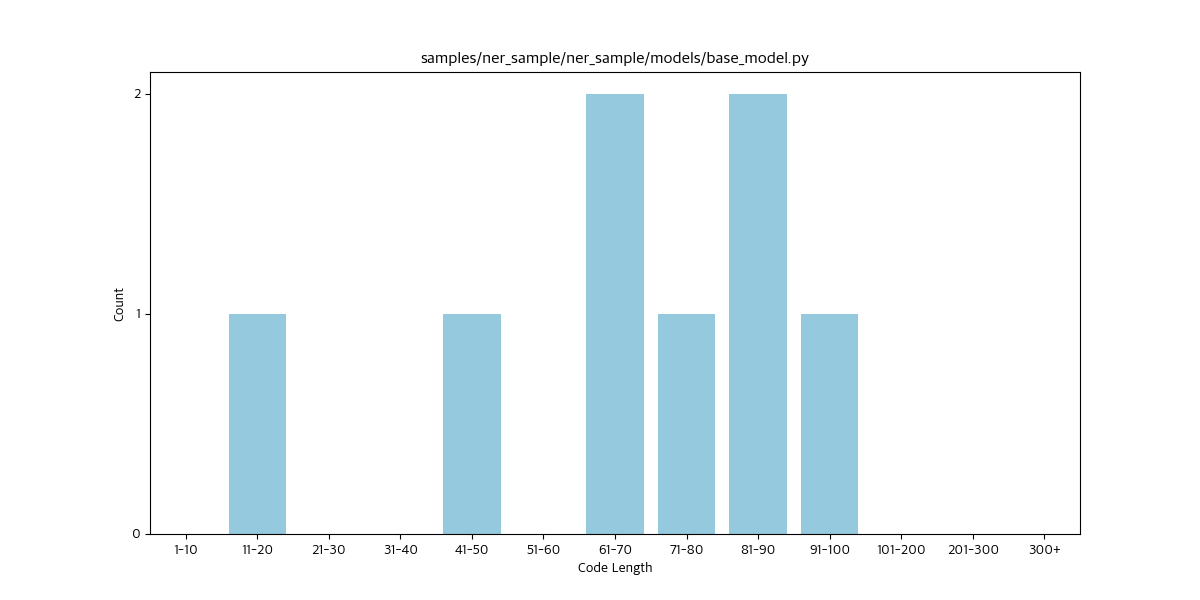 samples/ner_sample/ner_sample/models/base_model.py
2
1
0
Count
1-10 11-20 21-30 31-40 41-50 51-60 61-70 71-80 81-90 91-100 101-200 201-300 300+
Code Length